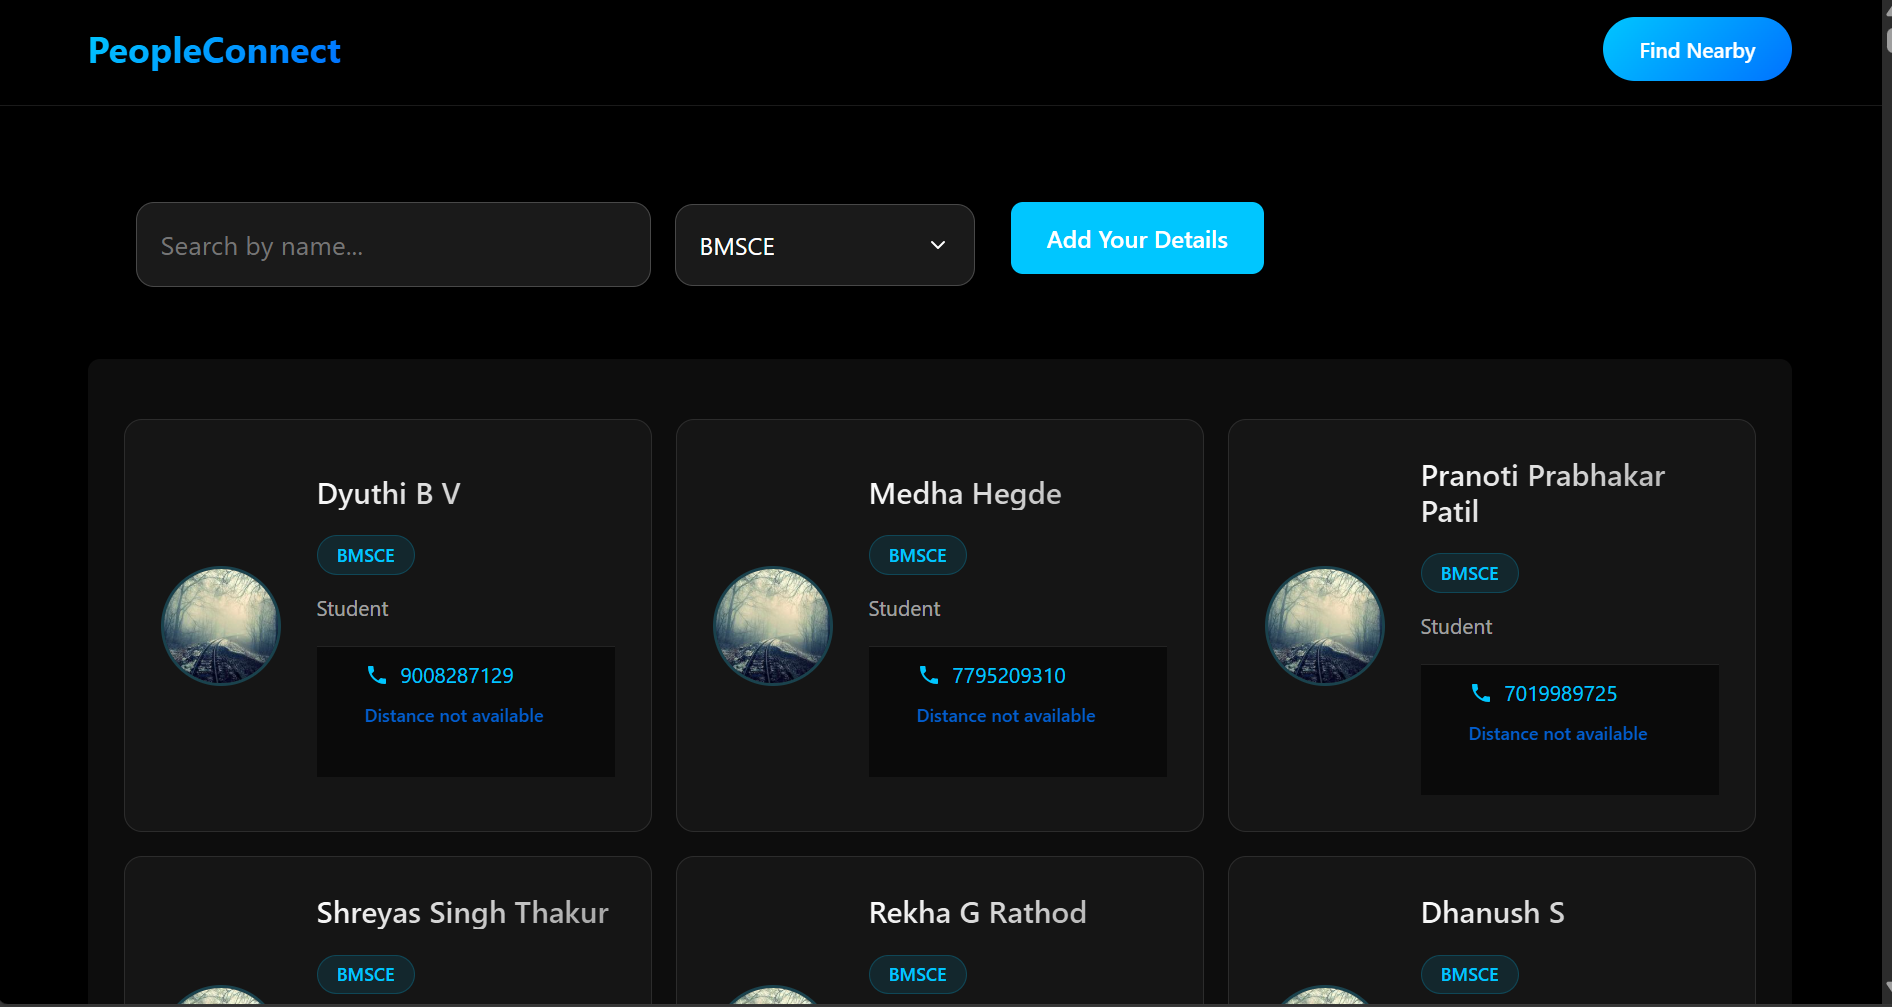 PeopleConnect
Find Nearby
Search by name...
BMSCE
Add Your Details
Dyuthi B V
BMSCE
Student
9008287129
Distance not available
Medha Hegde
BMSCE
Student
7795209310
Distance not available
Pranoti Prabhakar
Patil
BMSCE
Student
7019989725
Distance not available
Shreyas Singh Thakur
BMSCE
Rekha G Rathod
BMSCE
Dhanush S
BMSCE